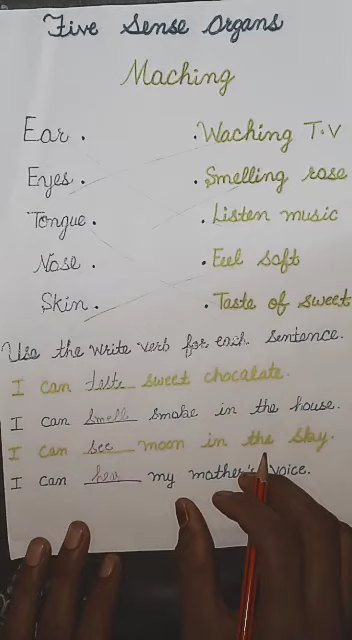 Five Sense Organs
Maching
Ear . . Waching T.V
Eyes . . Smelling rose
Tongue . . Listen music
Nose . . Feel soft
Skin . . Taste of sweet
Use the write verb for each sentence.
I can taste sweet chocalate.
I can smell smoke in the house.
I can see moon in the sky.
I can hear my mother's voice.